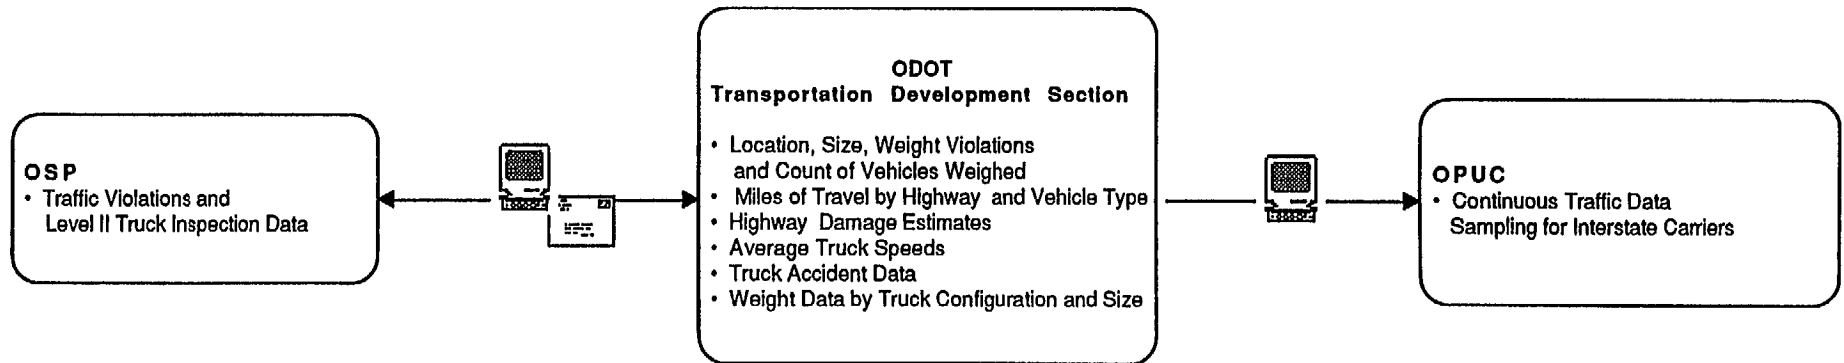 OSP
• Traffic Violations and
Level II Truck Inspection Data
ODOT
Transportation Development Section
• Location, Size, Weight Violations
and Count of Vehicles Weighed
• Miles of Travel by Highway and Vehicle Type
• Highway Damage Estimates
• Average Truck Speeds
• Truck Accident Data
• Weight Data by Truck Configuration and Size
OPUC
• Continuous Traffic Data
Sampling for Interstate Carriers